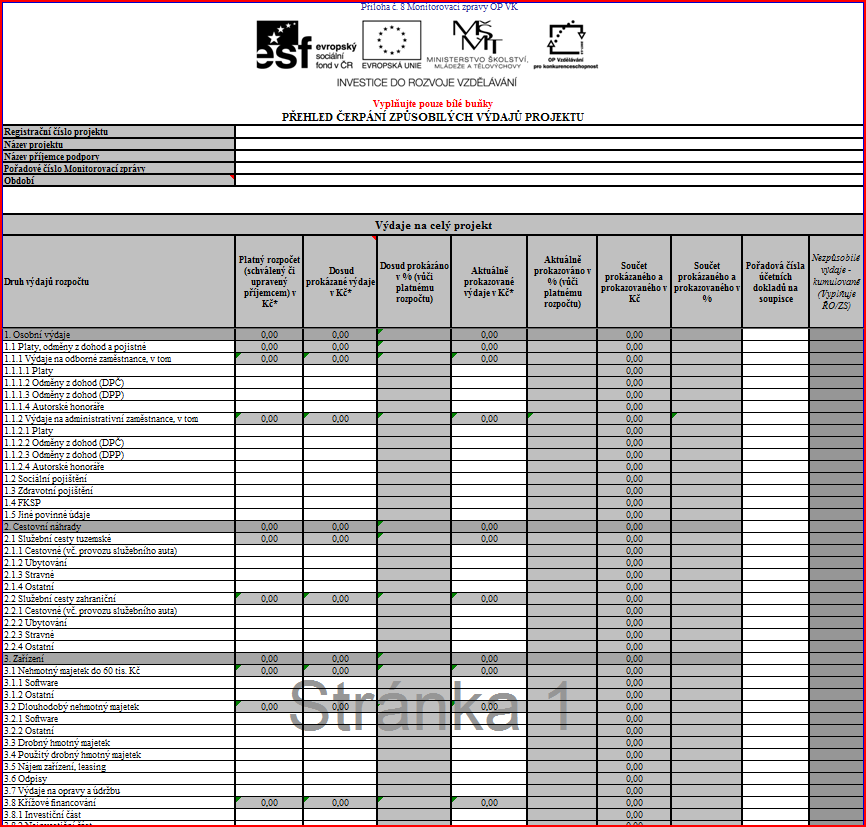 Příloha č. 8 Monitorovací zprávy OP VK
esf evropský sociální fond v ČR
EVROPSKÁ UNIE
MINISTERSTVO ŠKOLSTVÍ, MLÁDEŽE A TĚLOVÝCHOVY
OP Vzdělávání pro konkurenceschopnost
INVESTICE DO ROZVOJE VZDĚLÁVÁNÍ
Vyplňujte pouze bílé buňky
PŘEHLED ČERPÁNÍ ZPŮSOBILÝCH VÝDAJŮ PROJEKTU
Registrační číslo projektu
Název projektu
Název příjemce podpory
Pořadové číslo Monitorovací zprávy
Období
Výdaje na celý projekt
Druh výdajů rozpočtu
Platný rozpočet (schválený či upravený příjemcem) v Kč*
Dosud prokázané výdaje v Kč*
Dosud prokázáno v % (vůči platnému rozpočtu)
Aktuálně prokazované výdaje v Kč*
Aktuálně prokazováno v % (vůči platnému rozpočtu)
Součet prokázaného a prokazovaného v Kč
Součet prokázaného a prokazovaného v %
Pořadová čísla účetních dokladů na soupisce
Nezpůsobilé výdaje - kumulovaně (Vyplňuje ŘO/ZS)
1. Osobní výdaje 0,00 0,00 0,00 0,00
1.1 Platy, odměny z dohod a pojistné 0,00 0,00 0,00 0,00
1.1.1 Výdaje na odborné zaměstnance, v tom 0,00 0,00 0,00 0,00
1.1.1.1 Platy 0,00
1.1.1.2 Odměny z dohod (DPČ) 0,00
1.1.1.3 Odměny z dohod (DPP) 0,00
1.1.1.4 Autorské honoráře 0,00
1.1.2 Výdaje na administrativní zaměstnance, v tom 0,00 0,00 0,00 0,00
1.1.2.1 Platy 0,00
1.1.2.2 Odměny z dohod (DPČ) 0,00
1.1.2.3 Odměny z dohod (DPP) 0,00
1.1.2.4 Autorské honoráře 0,00
1.2 Sociální pojištění 0,00
1.3 Zdravotní pojištění 0,00
1.4 FKSP 0,00
1.5 Jiné povinné údaje 0,00
2. Cestovní náhrady 0,00 0,00 0,00 0,00
2.1 Služební cesty tuzemské 0,00 0,00 0,00 0,00
2.1.1 Cestovné (vč. provozu služebního auta) 0,00
2.1.2 Ubytování 0,00
2.1.3 Stravné 0,00
2.1.4 Ostatní 0,00
2.2 Služební cesty zahraniční 0,00 0,00 0,00 0,00
2.2.1 Cestovné (vč. provozu služebního auta) 0,00
2.2.2 Ubytování 0,00
2.2.3 Stravné 0,00
2.2.4 Ostatní 0,00
3. Zařízení 0,00 0,00 0,00 0,00
3.1 Nehmotný majetek do 60 tis. Kč 0,00 0,00 0,00 0,00
3.1.1 Software 0,00
3.1.2 Ostatní 0,00
3.2 Dlouhodobý nehmotný majetek 0,00 0,00 0,00 0,00
3.2.1 Software 0,00
3.2.2 Ostatní 0,00
3.3 Drobný hmotný majetek 0,00
3.4 Použitý drobný hmotný majetek 0,00
3.5 Nájem zařízení, leasing 0,00
3.6 Odpisy 0,00
3.7 Výdaje na opravy a údržbu 0,00
3.8 Křížové financování 0,00 0,00 0,00 0,00
3.8.1 Investiční část 0,00
3.8.2 Neinvestiční část 0,00
Stránka 1